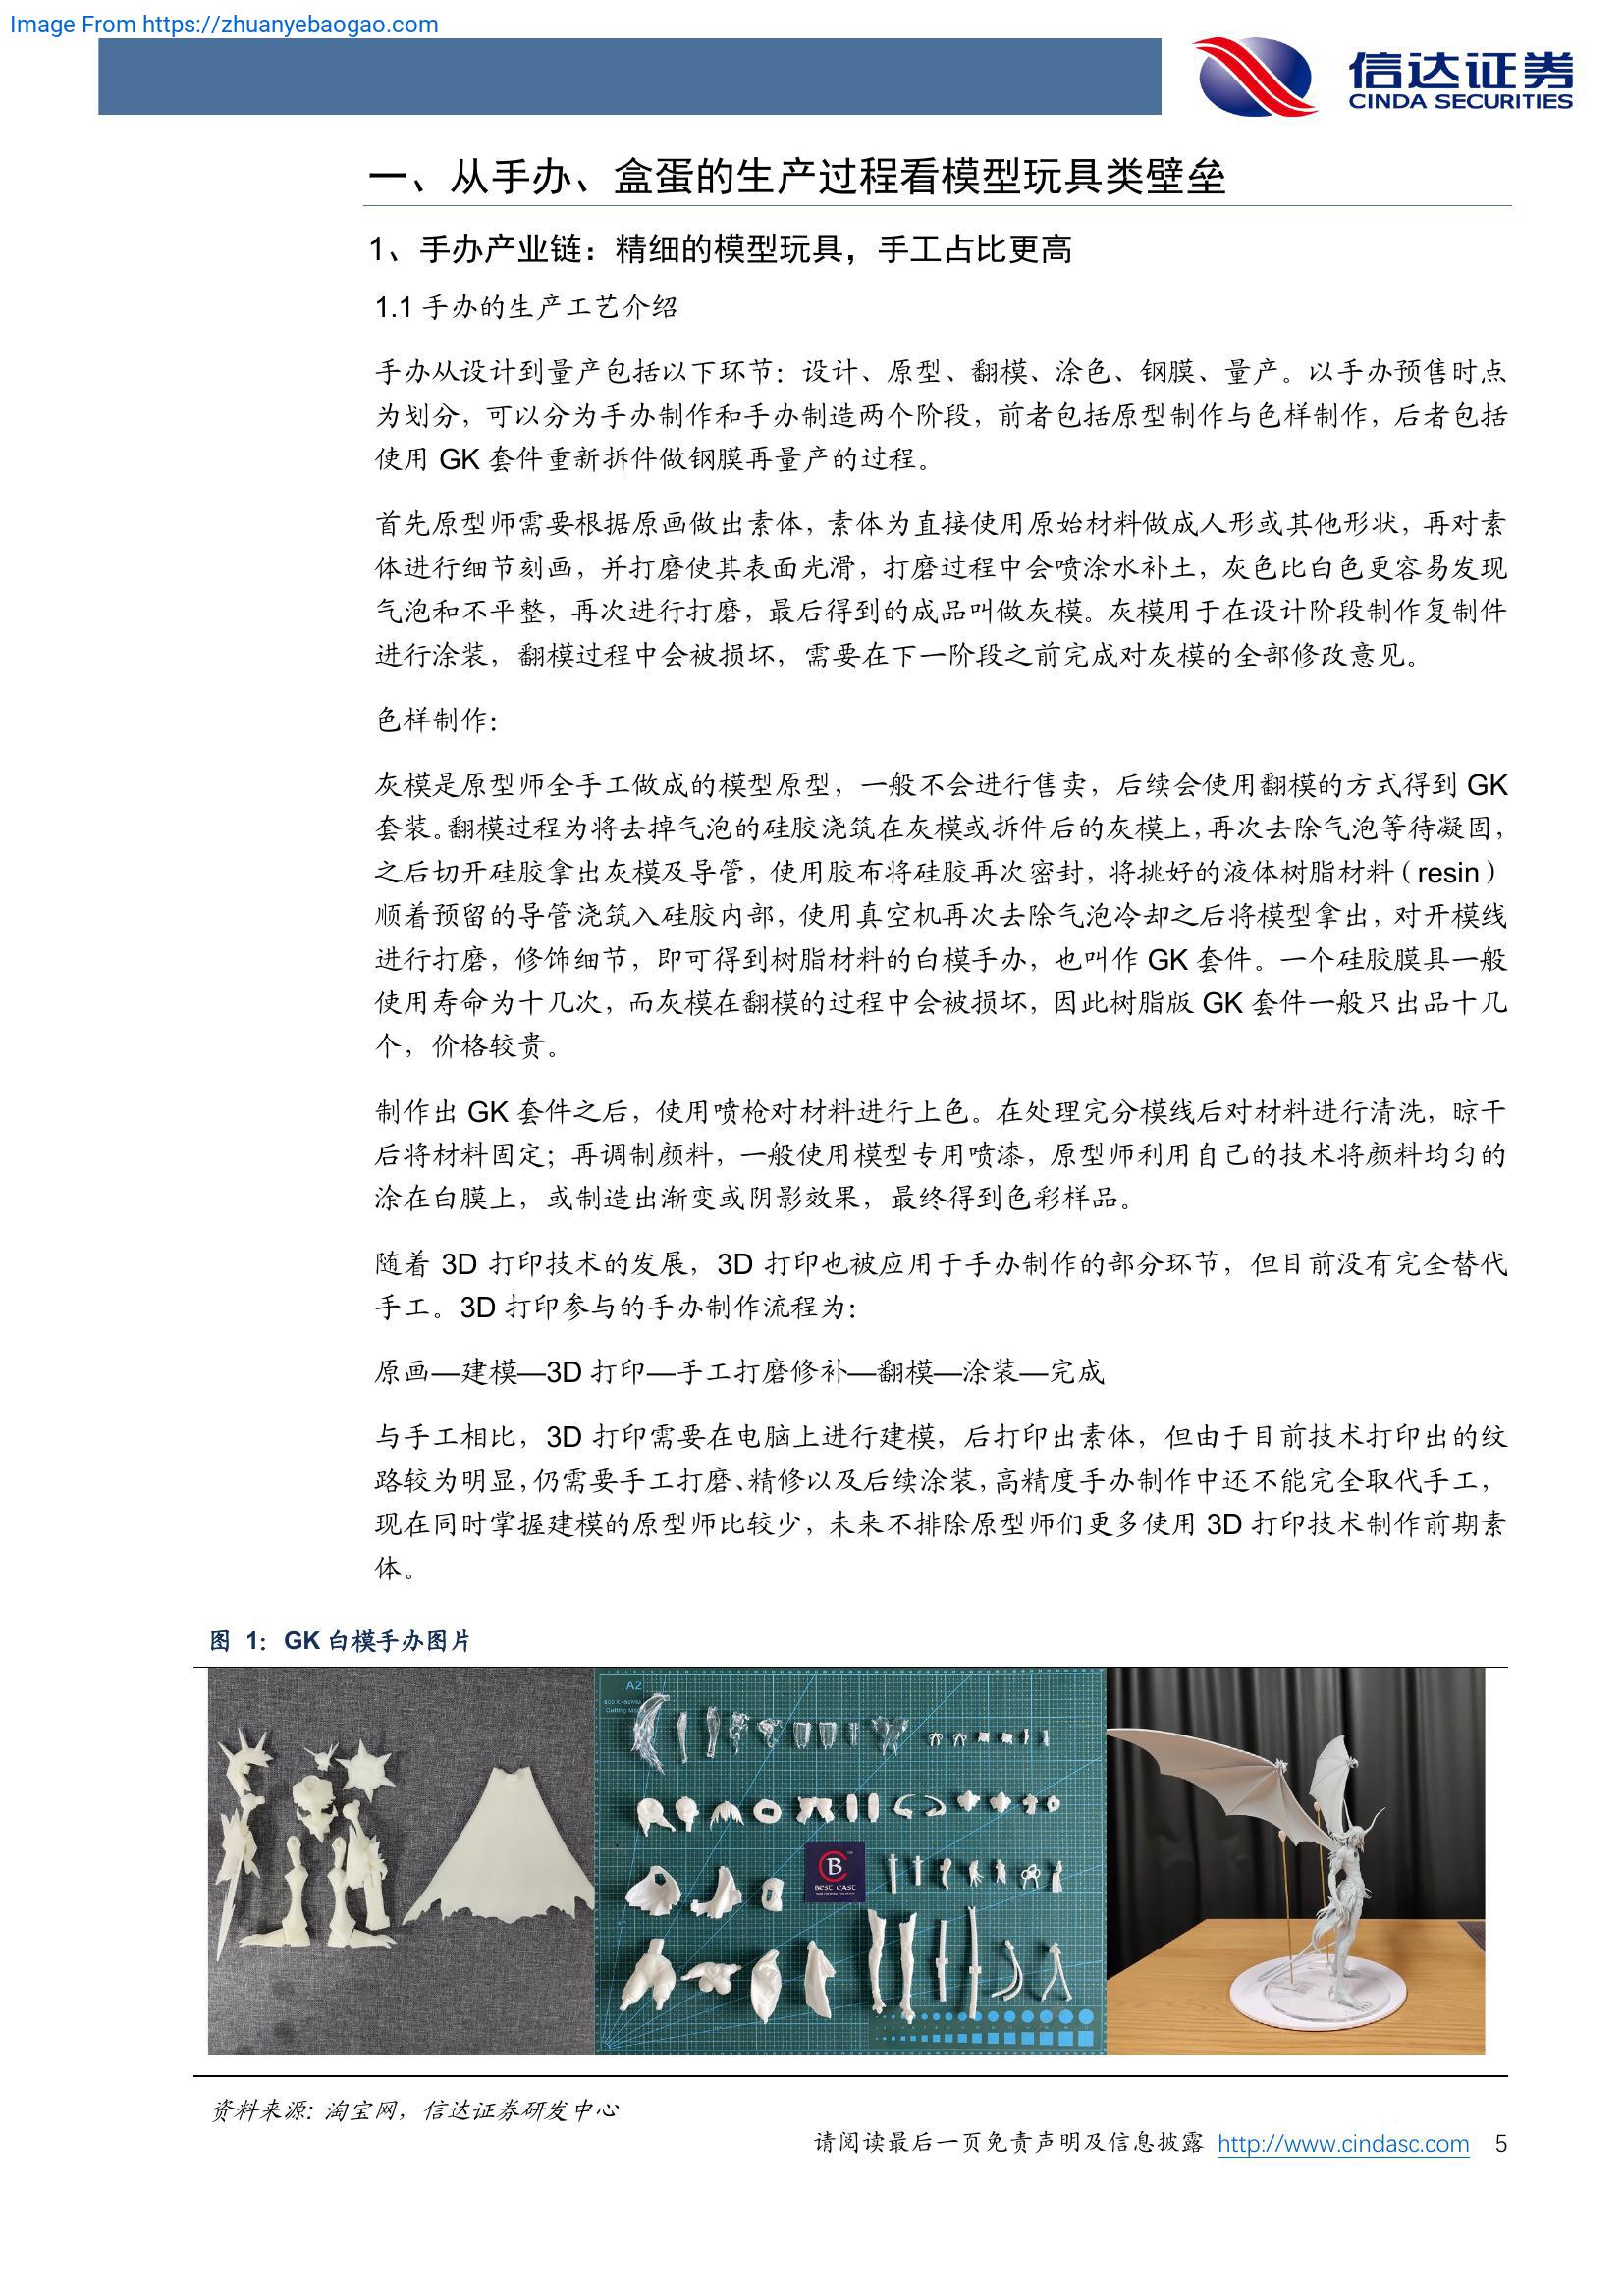 Image From https://zhuanyebaogao.com
信达证券
CINDA SECURITIES
一、从手办、盒蛋的生产过程看模型玩具类壁垒
1、手办产业链：精细的模型玩具，手工占比更高
1.1 手办的生产工艺介绍
手办从设计到量产包括以下环节：设计、原型、翻模、涂色、钢膜、量产。以手办预售时点
为划分，可以分为手办制作和手办制造两个阶段，前者包括原型制作与色样制作，后者包括
使用 GK 套件重新拆件做钢膜再量产的过程。
首先原型师需要根据原画做出素体，素体为直接使用原始材料做成人形或其他形状，再对素
体进行细节刻画，并打磨使其表面光滑，打磨过程中会喷涂水补土，灰色比白色更容易发现
气泡和不平整，再次进行打磨，最后得到的成品叫做灰模。灰模用于在设计阶段制作复制件
进行涂装，翻模过程中会被损坏，需要在下一阶段之前完成对灰模的全部修改意见。
色样制作：
灰模是原型师全手工做成的模型原型，一般不会进行售卖，后续会使用翻模的方式得到 GK
套装。翻模过程为将去掉气泡的硅胶浇筑在灰模或拆件后的灰模上，再次去除气泡等待凝固，
之后切开硅胶拿出灰模及导管，使用胶布将硅胶再次密封，将挑好的液体树脂材料（resin）
顺着预留的导管浇筑入硅胶内部，使用真空机再次去除气泡冷却之后将模型拿出，对开模线
进行打磨，修饰细节，即可得到树脂材料的白模手办，也叫作 GK 套件。一个硅胶膜具一般
使用寿命为十几次，而灰模在翻模的过程中会被损坏，因此树脂版 GK 套件一般只出品十几
个，价格较贵。
制作出 GK 套件之后，使用喷枪对材料进行上色。在处理完分模线后对材料进行清洗，晾干
后将材料固定；再调制颜料，一般使用模型专用喷漆，原型师利用自己的技术将颜料均匀的
涂在白膜上，或制造出渐变或阴影效果，最终得到色彩样品。
随着 3D 打印技术的发展，3D 打印也被应用于手办制作的部分环节，但目前没有完全替代
手工。3D 打印参与的手办制作流程为：
原画—建模—3D 打印—手工打磨修补—翻模—涂装—完成
与手工相比，3D 打印需要在电脑上进行建模，后打印出素体，但由于目前技术打印出的纹
路较为明显，仍需要手工打磨、精修以及后续涂装，高精度手办制作中还不能完全取代手工，
现在同时掌握建模的原型师比较少，未来不排除原型师们更多使用 3D 打印技术制作前期素
体。
图 1：GK 白模手办图片
A2
B
BEST CAST
资料来源：淘宝网，信达证券研发中心
请阅读最后一页免责声明及信息披露 http://www.cindasc.com 5